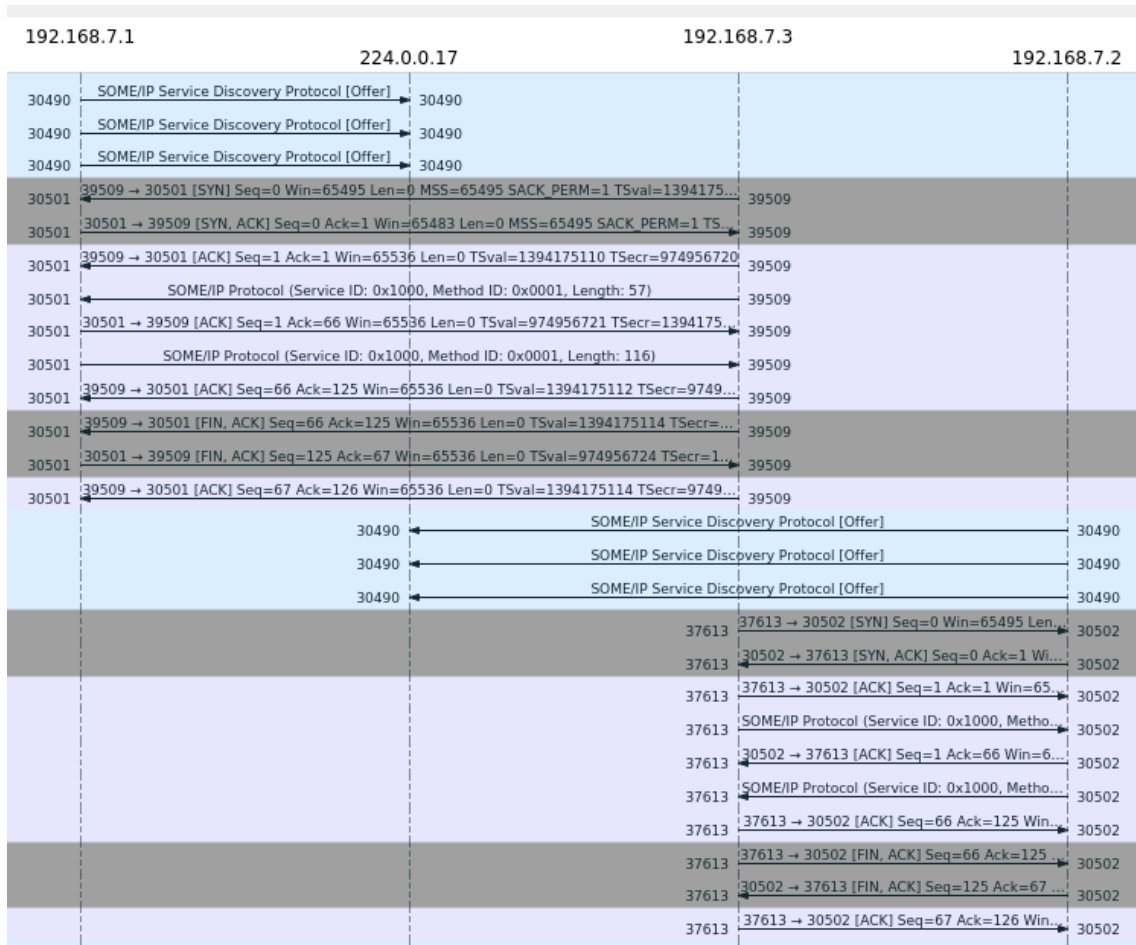 192.168.7.1 192.168.7.3
224.0.0.17 192.168.7.2
SOME/IP Service Discovery Protocol [Offer]
30490 30490
SOME/IP Service Discovery Protocol [Offer]
30490 30490
SOME/IP Service Discovery Protocol [Offer]
30490 30490
39509 → 30501 [SYN] Seq=0 Win=65495 Len=0 MSS=65495 SACK_PERM=1 TSval=1394175...
30501 39509
30501 → 39509 [SYN, ACK] Seq=0 Ack=1 Win=65483 Len=0 MSS=65495 SACK_PERM=1 TS...
30501 39509
39509 → 30501 [ACK] Seq=1 Ack=1 Win=65536 Len=0 TSval=1394175110 TSecr=974956720
30501 39509
SOME/IP Protocol (Service ID: 0x1000, Method ID: 0x0001, Length: 57)
30501 39509
30501 → 39509 [ACK] Seq=1 Ack=66 Win=65536 Len=0 TSval=974956721 TSecr=1394175...
30501 39509
SOME/IP Protocol (Service ID: 0x1000, Method ID: 0x0001, Length: 116)
30501 39509
39509 → 30501 [ACK] Seq=66 Ack=125 Win=65536 Len=0 TSval=1394175112 TSecr=9749...
30501 39509
39509 → 30501 [FIN, ACK] Seq=66 Ack=125 Win=65536 Len=0 TSval=1394175114 TSecr=...
30501 39509
30501 → 39509 [FIN, ACK] Seq=125 Ack=67 Win=65536 Len=0 TSval=974956724 TSecr=1...
30501 39509
39509 → 30501 [ACK] Seq=67 Ack=126 Win=65536 Len=0 TSval=1394175114 TSecr=9749...
30501 39509
SOME/IP Service Discovery Protocol [Offer]
30490 30490
SOME/IP Service Discovery Protocol [Offer]
30490 30490
SOME/IP Service Discovery Protocol [Offer]
30490 30490
37613 → 30502 [SYN] Seq=0 Win=65495 Len...
37613 30502
30502 → 37613 [SYN, ACK] Seq=0 Ack=1 Wi...
37613 30502
37613 → 30502 [ACK] Seq=1 Ack=1 Win=65...
37613 30502
SOME/IP Protocol (Service ID: 0x1000, Metho...
37613 30502
30502 → 37613 [ACK] Seq=1 Ack=66 Win=6...
37613 30502
SOME/IP Protocol (Service ID: 0x1000, Metho...
37613 30502
37613 → 30502 [ACK] Seq=66 Ack=125 Win...
37613 30502
37613 → 30502 [FIN, ACK] Seq=66 Ack=125 ...
37613 30502
30502 → 37613 [FIN, ACK] Seq=125 Ack=67 ...
37613 30502
37613 → 30502 [ACK] Seq=67 Ack=126 Win...
37613 30502